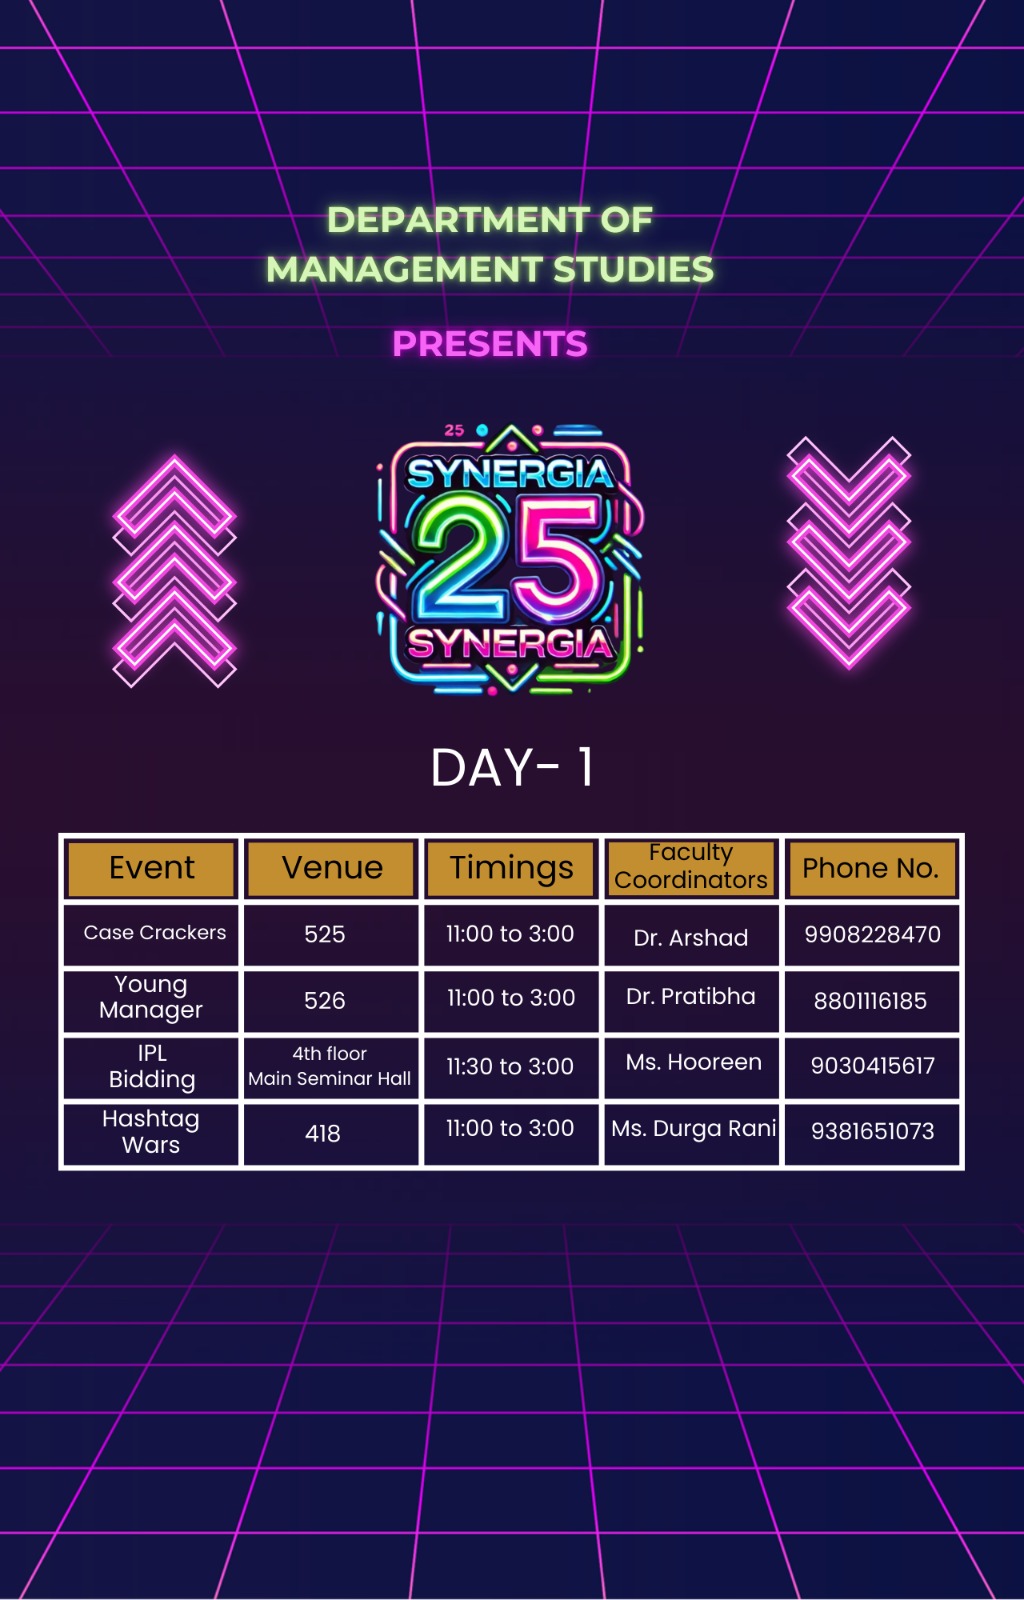 DEPARTMENT OF
MANAGEMENT STUDIES
PRESENTS
25
SYNERGIA
25
SYNERGIA
DAY- 1
Event Venue Timings Faculty Coordinators Phone No.
Case Crackers 525 11:00 to 3:00 Dr. Arshad 9908228470
Young Manager 526 11:00 to 3:00 Dr. Pratibha 8801116185
IPL Bidding 4th floor Main Seminar Hall 11:30 to 3:00 Ms. Hooreen 9030415617
Hashtag Wars 418 11:00 to 3:00 Ms. Durga Rani 9381651073